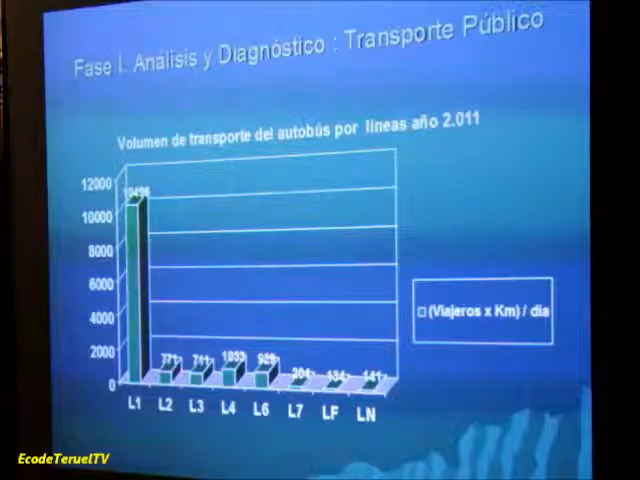 Fase I. Análisis y Diagnóstico : Transporte Público
Volumen de transporte del autobús por líneas año 2.011
12000
10000
8000
6000
4000
2000
0
771
711
1033
929
204
134
141
L1 L2 L3 L4 L6 L7 LF LN
(Viajeros x Km) / día
EcodeTeruelTV